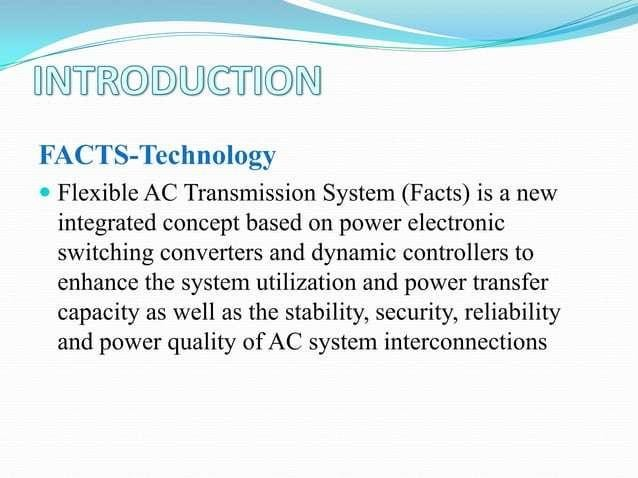 INTRODUCTION
FACTS-Technology
Flexible AC Transmission System (Facts) is a new
integrated concept based on power electronic
switching converters and dynamic controllers to
enhance the system utilization and power transfer
capacity as well as the stability, security, reliability
and power quality of AC system interconnections